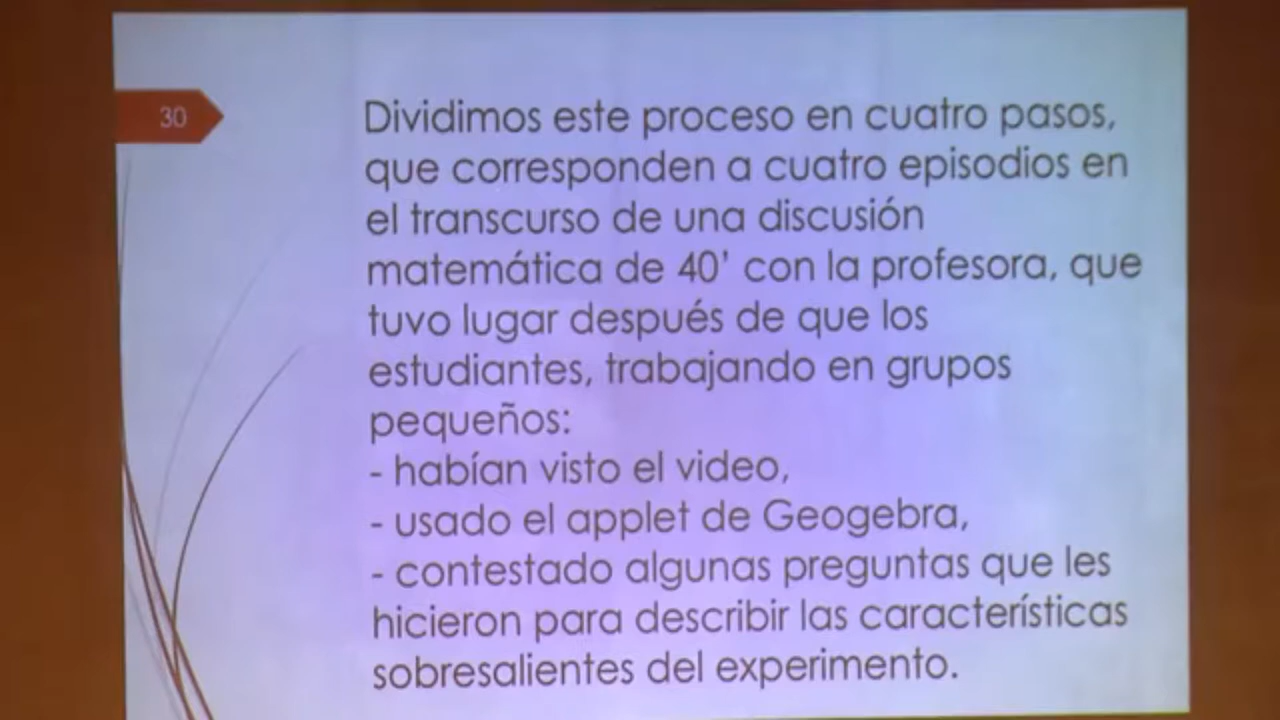 30
Dividimos este proceso en cuatro pasos,
que corresponden a cuatro episodios en
el transcurso de una discusión
matemática de 40' con la profesora, que
tuvo lugar después de que los
estudiantes, trabajando en grupos
pequeños:
- habían visto el video,
- usado el applet de Geogebra,
- contestado algunas preguntas que les
hicieron para describir las características
sobresalientes del experimento.